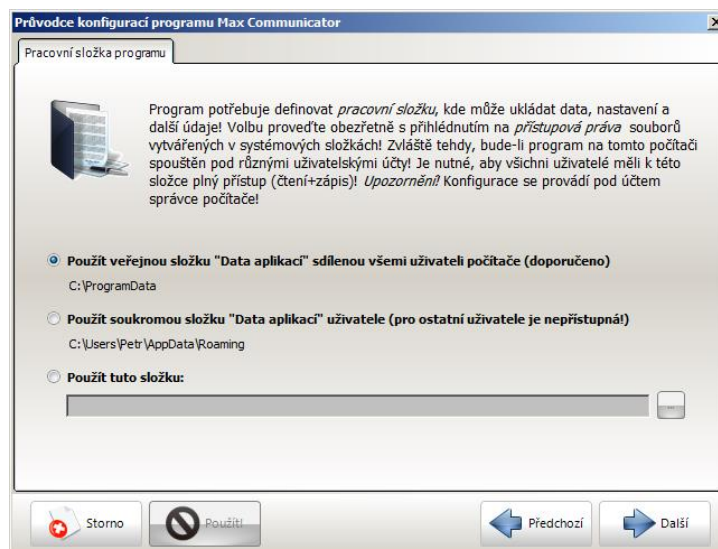 Průvodce konfigurací programu Max Communicator
Pracovní složka programu
Program potřebuje definovat pracovní složku, kde může ukládat data, nastavení a
další údaje! Volbu proveďte obezřetně s přihlédnutím na přístupová práva souborů
vytvářených v systémových složkách! Zvláště tehdy, bude-li program na tomto počítači
spouštěn pod různými uživatelskými účty! Je nutné, aby všichni uživatelé měli k této
složce plný přístup (čtení+zápis)! Upozornění! Konfigurace se provádí pod účtem
správce počítače!
Použít veřejnou složku "Data aplikací" sdílenou všemi uživateli počítače (doporučeno)
C:\ProgramData
Použít soukromou složku "Data aplikací" uživatele (pro ostatní uživatele je nepřístupná!)
C:\Users\Petr\AppData\Roaming
Použít tuto složku:
...
Storno
Použít!
Předchozí
Další